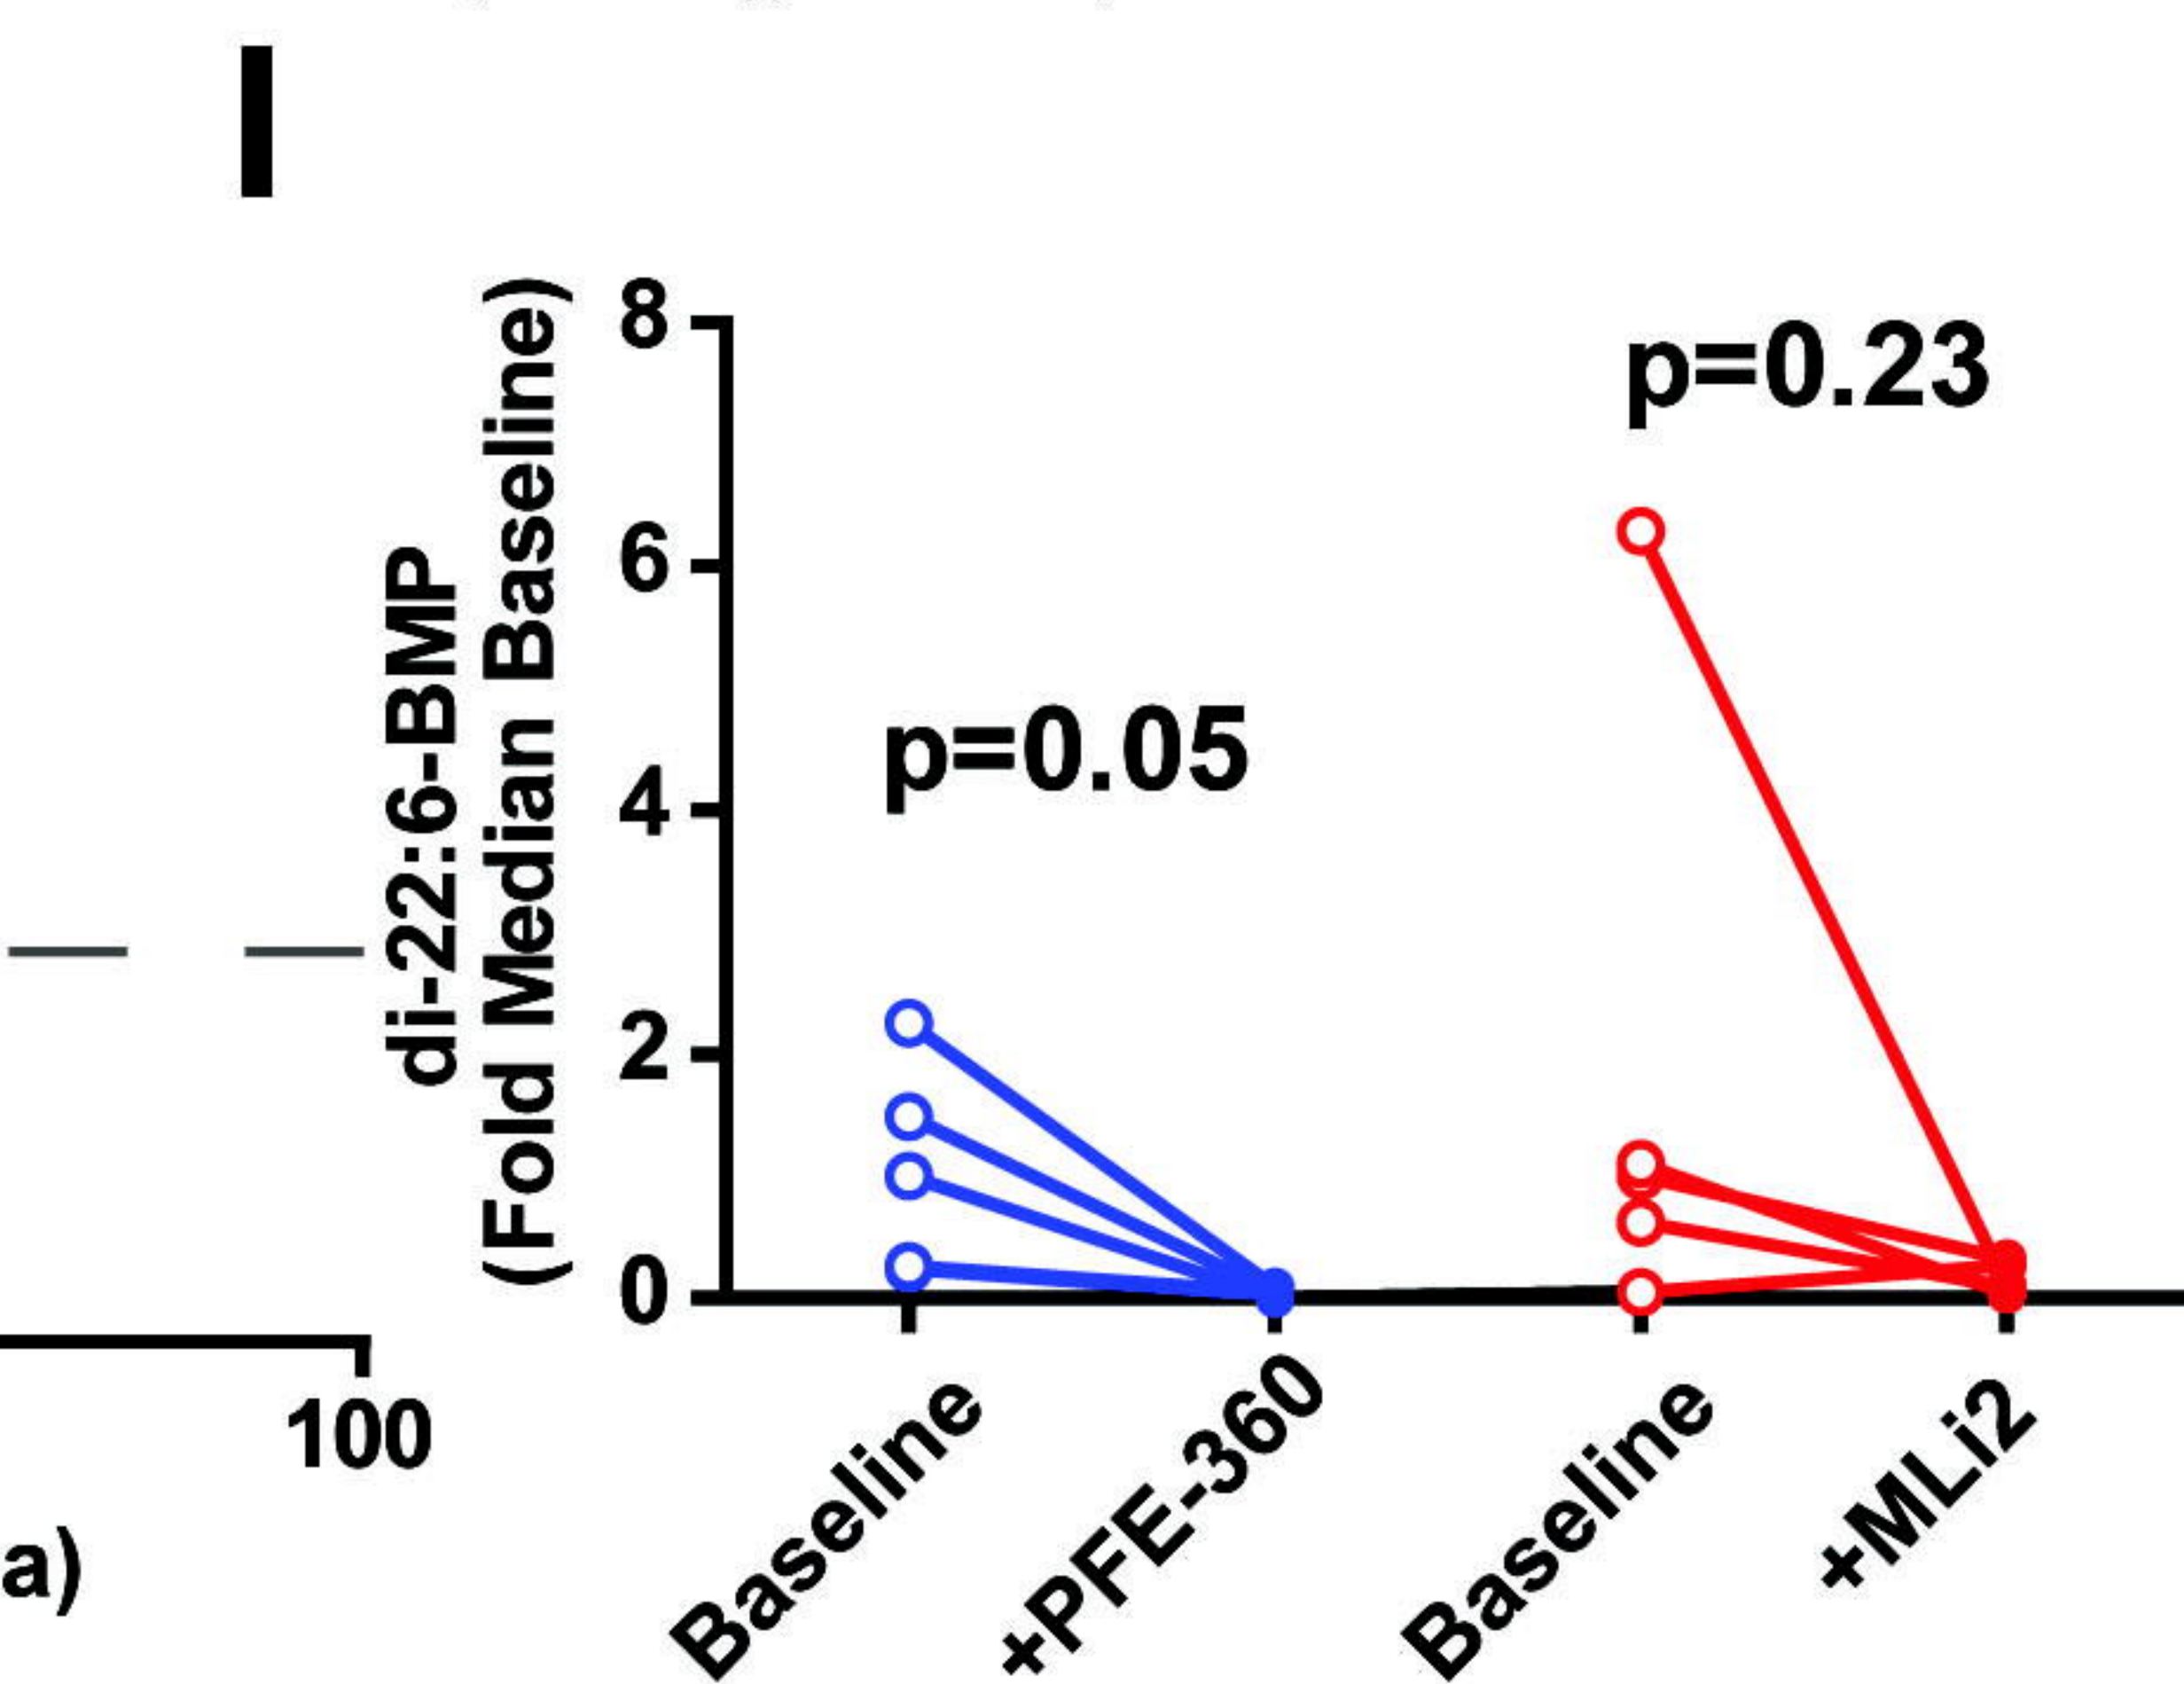 I
di-22:6-BMP
(Fold Median Baseline)
8
6
4
2
0
p=0.05
p=0.23
Baseline
+PFE-360
Baseline
+MLi2
100
a)